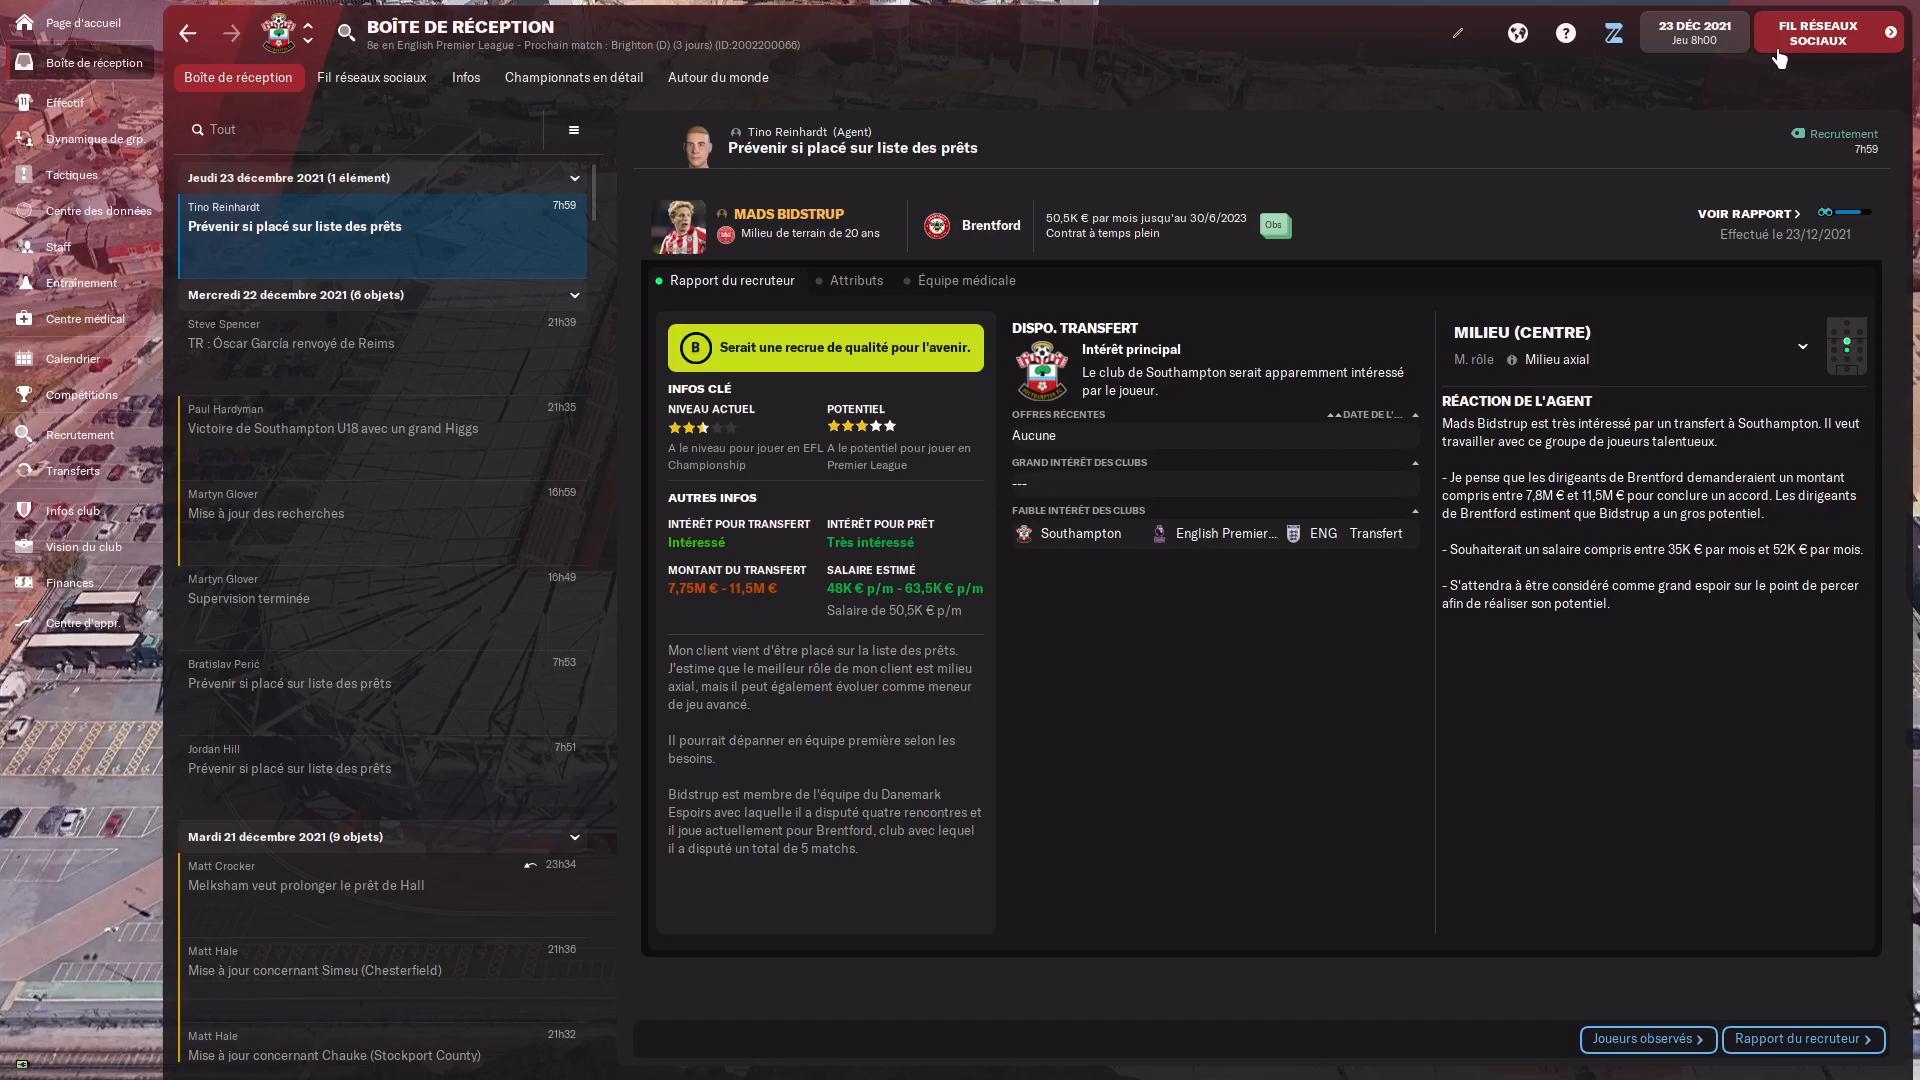 Page d'accueil
Boîte de réception
Effectif
Dynamique de grp.
Tactiques
Centre des données
Staff
Entraînement
Centre médical
Calendrier
Compétitions
Recrutement
Transferts
Infos club
Vision du club
Finances
Centre d'appr.
BOÎTE DE RÉCEPTION
8e en English Premier League - Prochain match : Brighton (D) (3 jours) (ID:2002200066)
23 DÉC 2021
Jeu 8h00
FIL RÉSEAUX
SOCIAUX
Boîte de réception
Fil réseaux sociaux
Infos
Championnats en détail
Autour du monde
Tout
Jeudi 23 décembre 2021 (1 élément)
Tino Reinhardt 7h59
Prévenir si placé sur liste des prêts
Mercredi 22 décembre 2021 (6 objets)
Steve Spencer 21h39
TR : Óscar García renvoyé de Reims
Paul Hardyman 21h35
Victoire de Southampton U18 avec un grand Higgs
Martyn Glover 16h59
Mise à jour des recherches
Martyn Glover 16h49
Supervision terminée
Bratislav Perić 7h53
Prévenir si placé sur liste des prêts
Jordan Hill 7h51
Prévenir si placé sur liste des prêts
Mardi 21 décembre 2021 (9 objets)
Matt Crocker 23h34
Melksham veut prolonger le prêt de Hall
Matt Hale 21h36
Mise à jour concernant Simeu (Chesterfield)
Matt Hale 21h32
Mise à jour concernant Chauke (Stockport County)
Tino Reinhardt (Agent)
Prévenir si placé sur liste des prêts
Recrutement
7h59
MADS BIDSTRUP
Milieu de terrain de 20 ans
Brentford
50,5K € par mois jusqu'au 30/6/2023
Contrat à temps plein
Obs
VOIR RAPPORT >
Effectué le 23/12/2021
Rapport du recruteur
Attributs
Équipe médicale
B Serait une recrue de qualité pour l'avenir.
INFOS CLÉ
NIVEAU ACTUEL
A le niveau pour jouer en EFL
Championship
POTENTIEL
A le potentiel pour jouer en
Premier League
AUTRES INFOS
INTÉRÊT POUR TRANSFERT
Intéressé
INTÉRÊT POUR PRÊT
Très intéressé
MONTANT DU TRANSFERT
7,75M € - 11,5M €
SALAIRE ESTIMÉ
48K € p/m - 63,5K € p/m
Salaire de 50,5K € p/m
Mon client vient d'être placé sur la liste des prêts.
J'estime que le meilleur rôle de mon client est milieu
axial, mais il peut également évoluer comme meneur
de jeu avancé.
Il pourrait dépanner en équipe première selon les
besoins.
Bidstrup est membre de l'équipe du Danemark
Espoirs avec laquelle il a disputé quatre rencontres et
il joue actuellement pour Brentford, club avec lequel
il a disputé un total de 5 matchs.
DISPO. TRANSFERT
Intérêt principal
Le club de Southampton serait apparemment intéressé
par le joueur.
OFFRES RÉCENTES DATE DE L'...
Aucune
GRAND INTÉRÊT DES CLUBS
---
FAIBLE INTÉRÊT DES CLUBS
Southampton English Premier... ENG Transfert
MILIEU (CENTRE)
M. rôle Milieu axial
RÉACTION DE L'AGENT
Mads Bidstrup est très intéressé par un transfert à Southampton. Il veut
travailler avec ce groupe de joueurs talentueux.
- Je pense que les dirigeants de Brentford demanderaient un montant
compris entre 7,8M € et 11,5M € pour conclure un accord. Les dirigeants
de Brentford estiment que Bidstrup a un gros potentiel.
- Souhaiterait un salaire compris entre 35K € par mois et 52K € par mois.
- S'attendra à être considéré comme grand espoir sur le point de percer
afin de réaliser son potentiel.
Joueurs observés >
Rapport du recruteur >